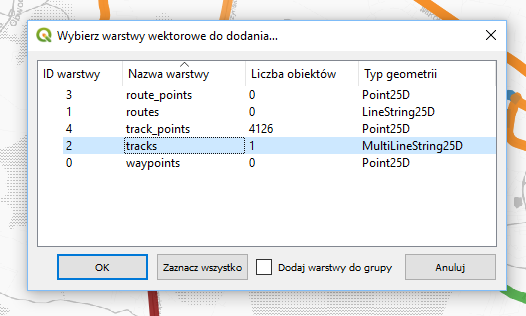 Wybierz warstwy wektorowe do dodania...
ID warstwy Nazwa warstwy Liczba obiektów Typ geometrii
3 route_points 0 Point25D
1 routes 0 LineString25D
4 track_points 4126 Point25D
2 tracks 1 MultiLineString25D
0 waypoints 0 Point25D
OK Zaznacz wszystko Dodaj warstwy do grupy Anuluj